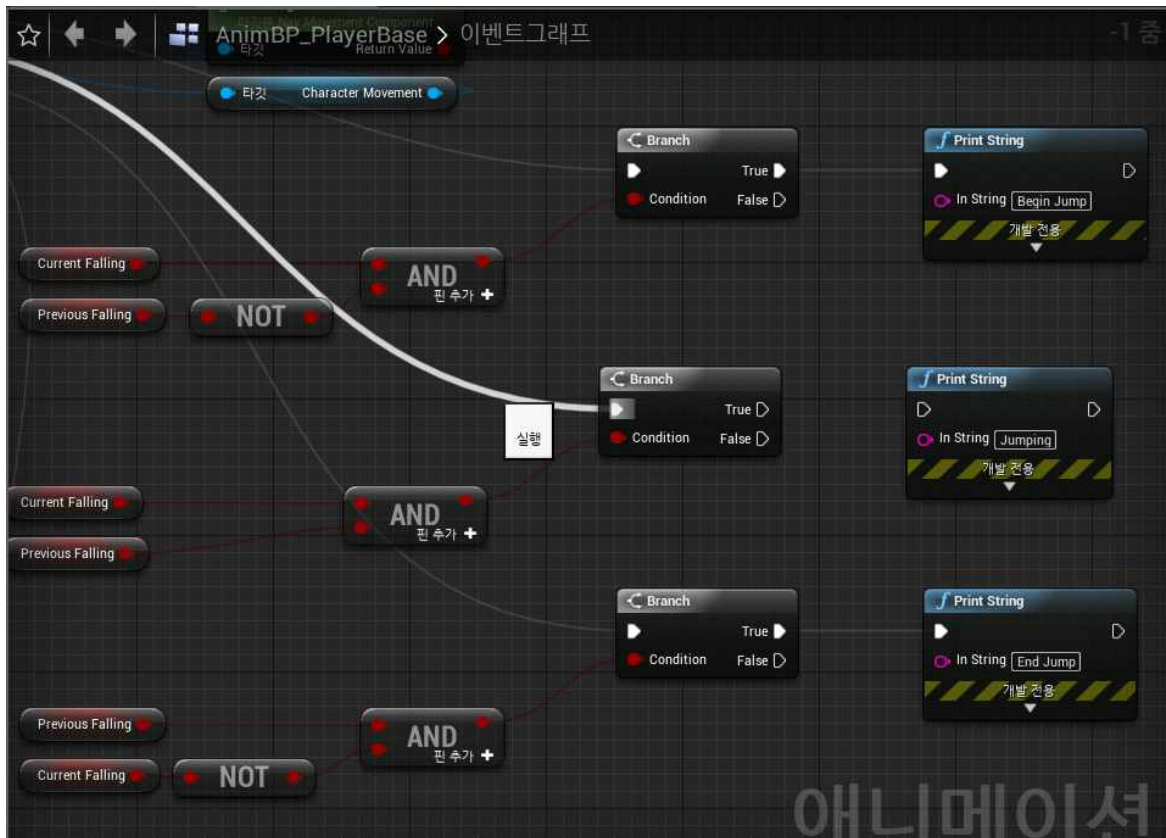 AnimBP_PlayerBase > 이벤트그래프
-1 줌
타깃
Return Value
타깃 Character Movement
Branch
True
Condition False
Print String
In String Begin Jump
개발 전용
Current Falling
Previous Falling
NOT
AND
핀 추가
Branch
True
Condition False
실행
Print String
In String Jumping
개발 전용
Current Falling
Previous Falling
AND
핀 추가
Branch
True
Condition False
Print String
In String End Jump
개발 전용
Previous Falling
Current Falling
NOT
AND
핀 추가
애니메이션